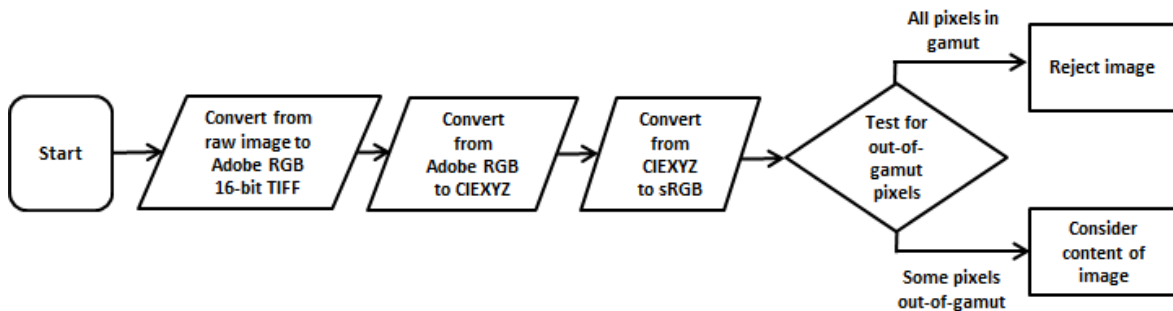 Start
Convert from
raw image to
Adobe RGB
16-bit TIFF
Convert
from
Adobe RGB
to CIEXYZ
Convert
from
CIEXYZ
to sRGB
Test for
out-of-
gamut
pixels
All pixels in
gamut
Reject image
Some pixels
out-of-gamut
Consider
content of
image